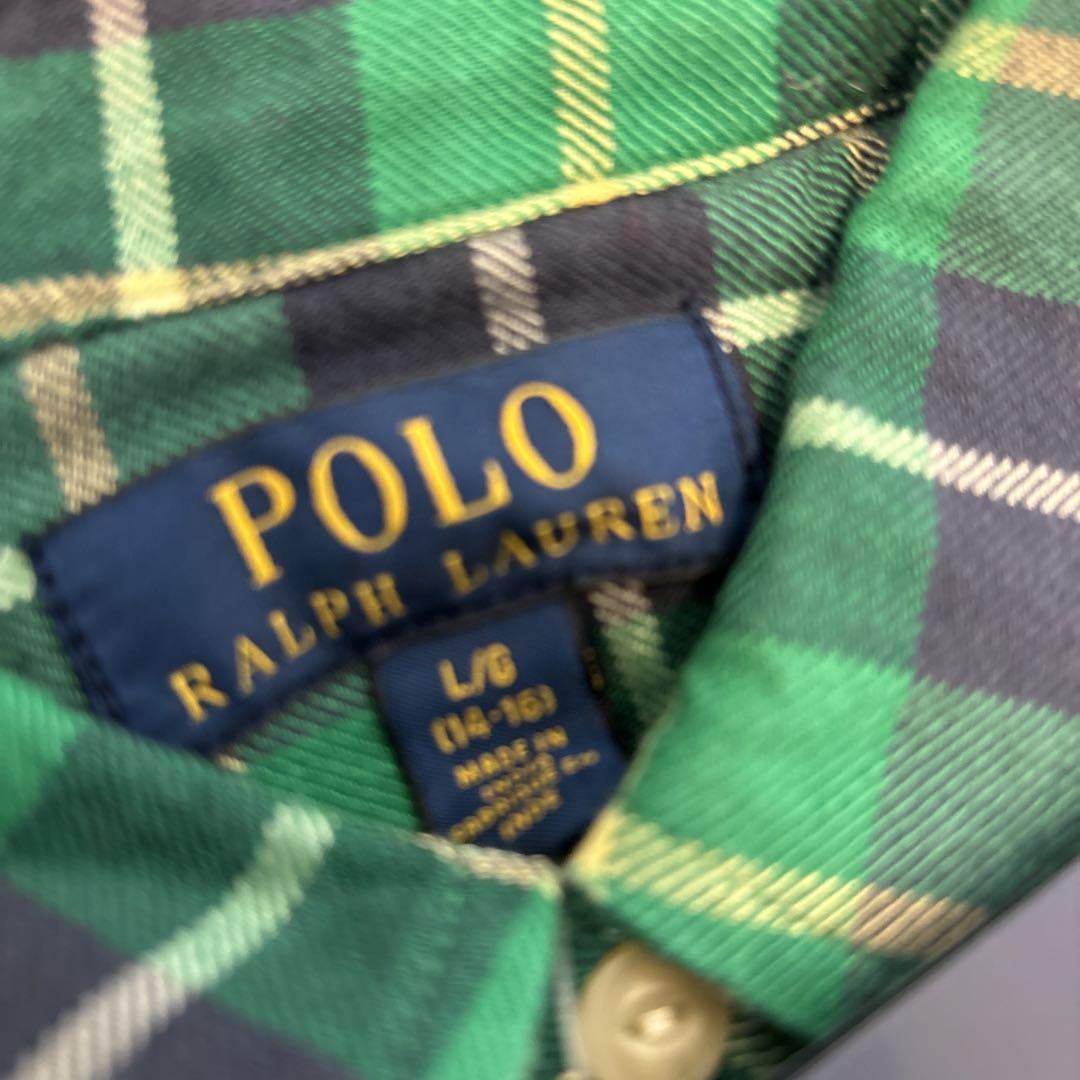 POLO
RALPH LAUREN
L/G
(14-16)
MADE IN